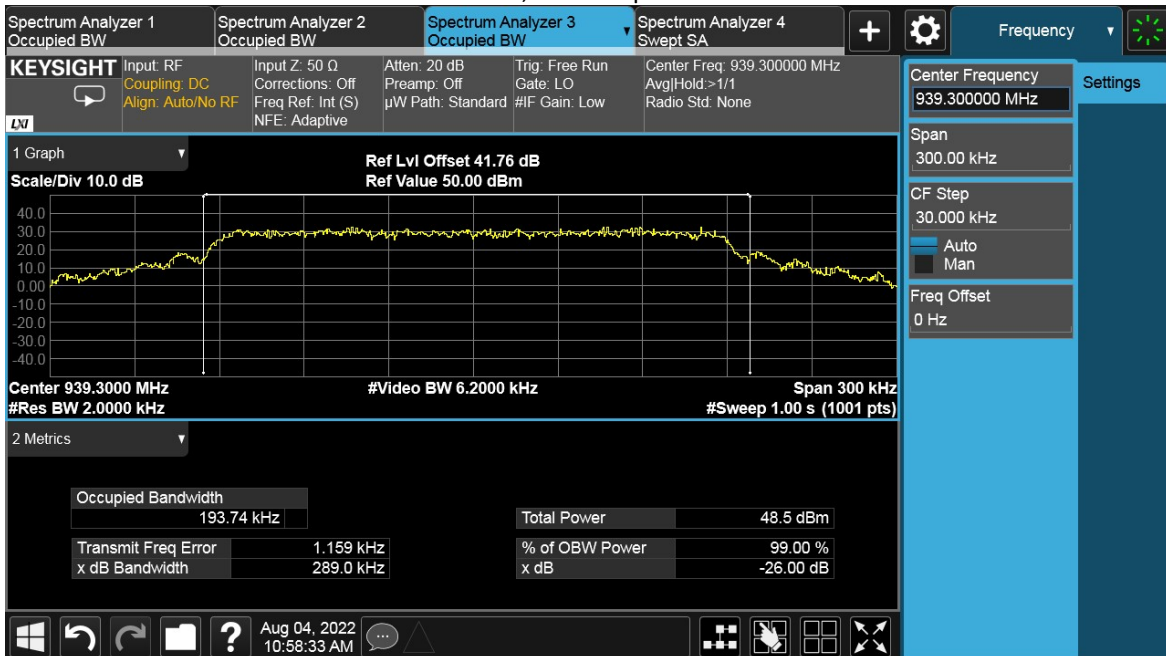 Spectrum Analyzer 1
Occupied BW
Spectrum Analyzer 2
Occupied BW
Spectrum Analyzer 3
Occupied BW
Spectrum Analyzer 4
Swept SA
+
Frequency
KEYSIGHT
LXI
Input: RF
Coupling: DC
Align: Auto/No RF
Input Z: 50 Ω
Corrections: Off
Freq Ref: Int (S)
NFE: Adaptive
Atten: 20 dB
Preamp: Off
µW Path: Standard
Trig: Free Run
Gate: LO
#IF Gain: Low
Center Freq: 939.300000 MHz
Avg|Hold:>1/1
Radio Std: None
Center Frequency
939.300000 MHz
Settings
Span
300.00 kHz
CF Step
30.000 kHz
Auto
Man
Freq Offset
0 Hz
1 Graph
Scale/Div 10.0 dB
Ref Lvl Offset 41.76 dB
Ref Value 50.00 dBm
40.0
30.0
20.0
10.0
0.00
-10.0
-20.0
-30.0
-40.0
Center 939.3000 MHz
#Video BW 6.2000 kHz
Span 300 kHz
#Res BW 2.0000 kHz
#Sweep 1.00 s (1001 pts)
2 Metrics
Occupied Bandwidth
193.74 kHz
Total Power 48.5 dBm
Transmit Freq Error 1.159 kHz
% of OBW Power 99.00 %
x dB Bandwidth 289.0 kHz
x dB -26.00 dB
?
Aug 04, 2022
10:58:33 AM